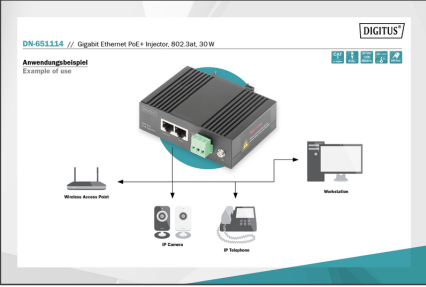 DIGITUS®
DN-651114 // Gigabit Ethernet PoE+ Injector, 802.3at, 30 W
Anwendungsbeispiel
Example of use
Wireless Access Point
IP Camera
IP Telephone
Workstation